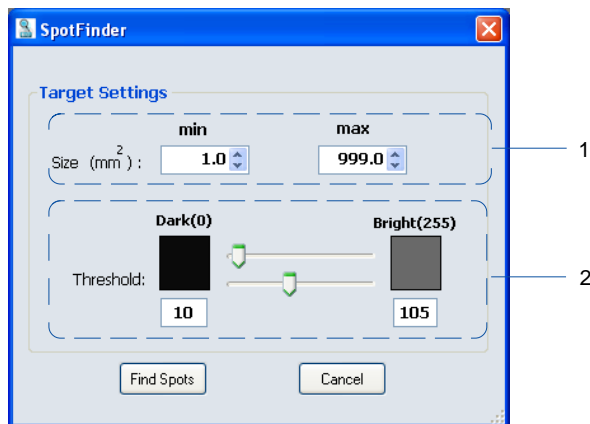 SpotFinder
Target Settings
min max
Size (mm²) : 1.0 999.0
1
Dark(0) Bright(255)
Threshold:
2
10 105
Find Spots Cancel